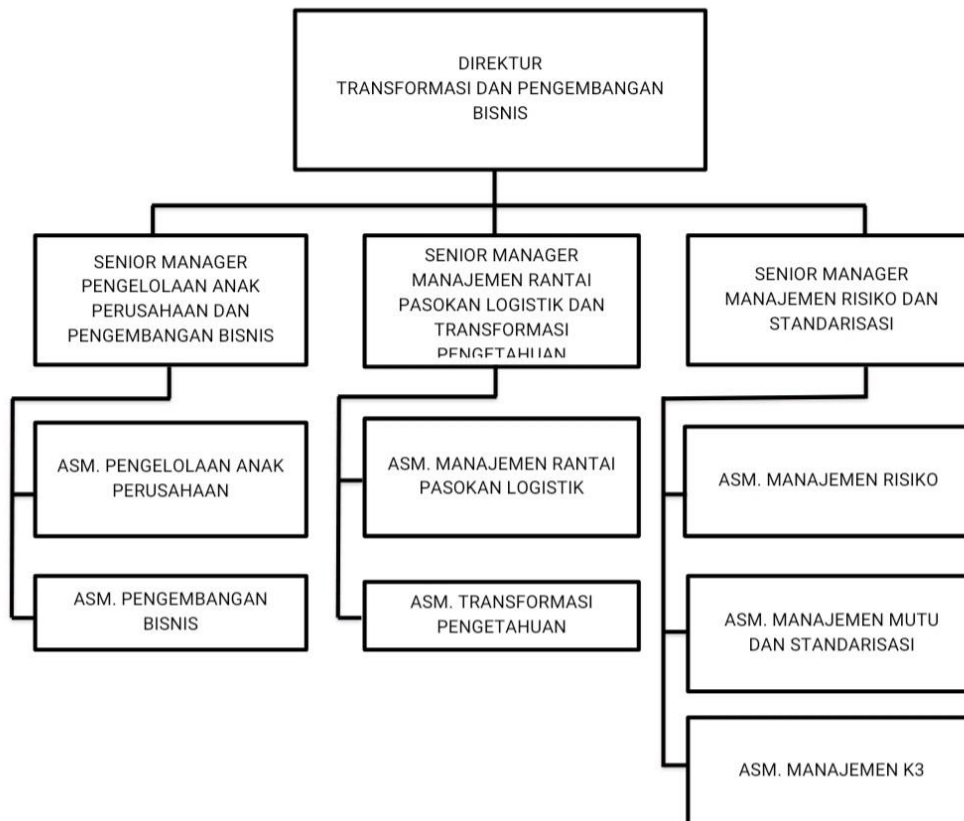 DIREKTUR
TRANSFORMASI DAN PENGEMBANGAN
BISNIS
SENIOR MANAGER
PENGELOLAAN ANAK
PERUSAHAAN DAN
PENGEMBANGAN BISNIS
SENIOR MANAGER
MANAJEMEN RANTAI
PASOKAN LOGISTIK DAN
TRANSFORMASI
PENGETAHUAN
SENIOR MANAGER
MANAJEMEN RISIKO DAN
STANDARISASI
ASM. PENGELOLAAN ANAK
PERUSAHAAN
ASM. PENGEMBANGAN
BISNIS
ASM. MANAJEMEN RANTAI
PASOKAN LOGISTIK
ASM. TRANSFORMASI
PENGETAHUAN
ASM. MANAJEMEN RISIKO
ASM. MANAJEMEN MUTU
DAN STANDARISASI
ASM. MANAJEMEN K3